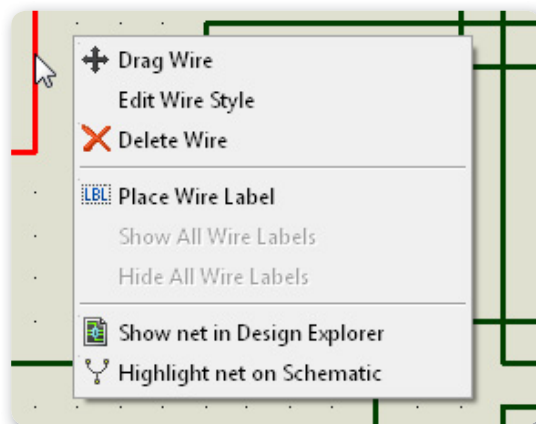 Drag Wire
Edit Wire Style
Delete Wire
LBL Place Wire Label
Show All Wire Labels
Hide All Wire Labels
Show net in Design Explorer
Highlight net on Schematic